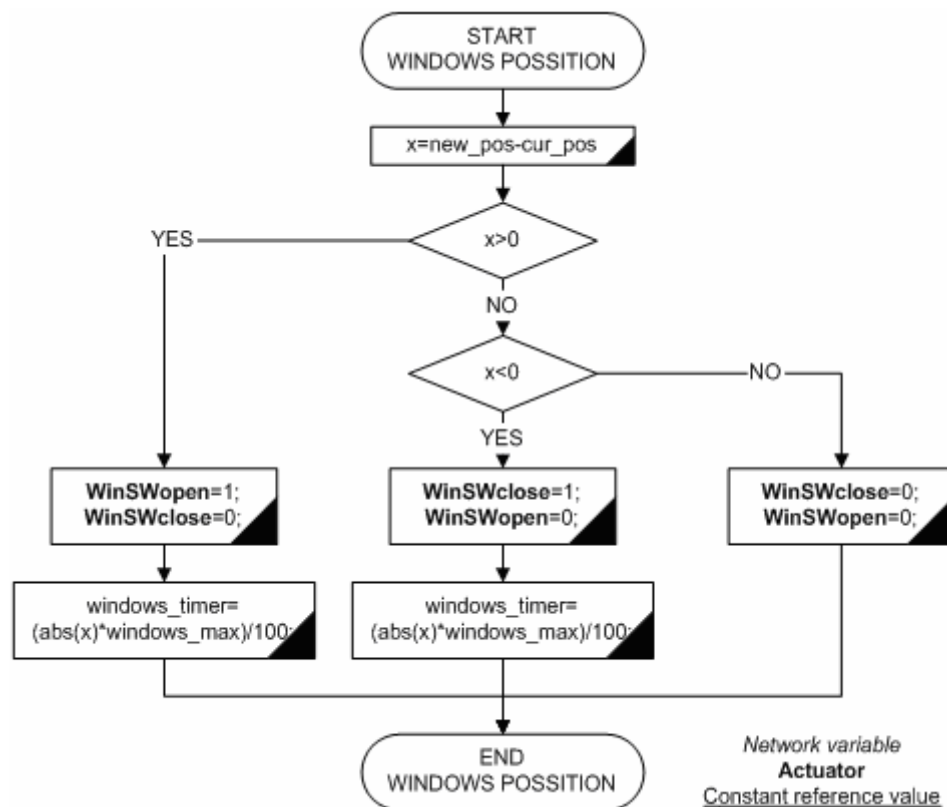 START
WINDOWS POSSITION
x=new_pos-cur_pos
x>0
YES
NO
x<0
NO
YES
WinSWopen=1;
WinSWclose=0;
WinSWclose=1;
WinSWopen=0;
WinSWclose=0;
WinSWopen=0;
windows_timer=
(abs(x)*windows_max)/100;
windows_timer=
(abs(x)*windows_max)/100;
END
WINDOWS POSSITION
Network variable
Actuator
Constant reference value